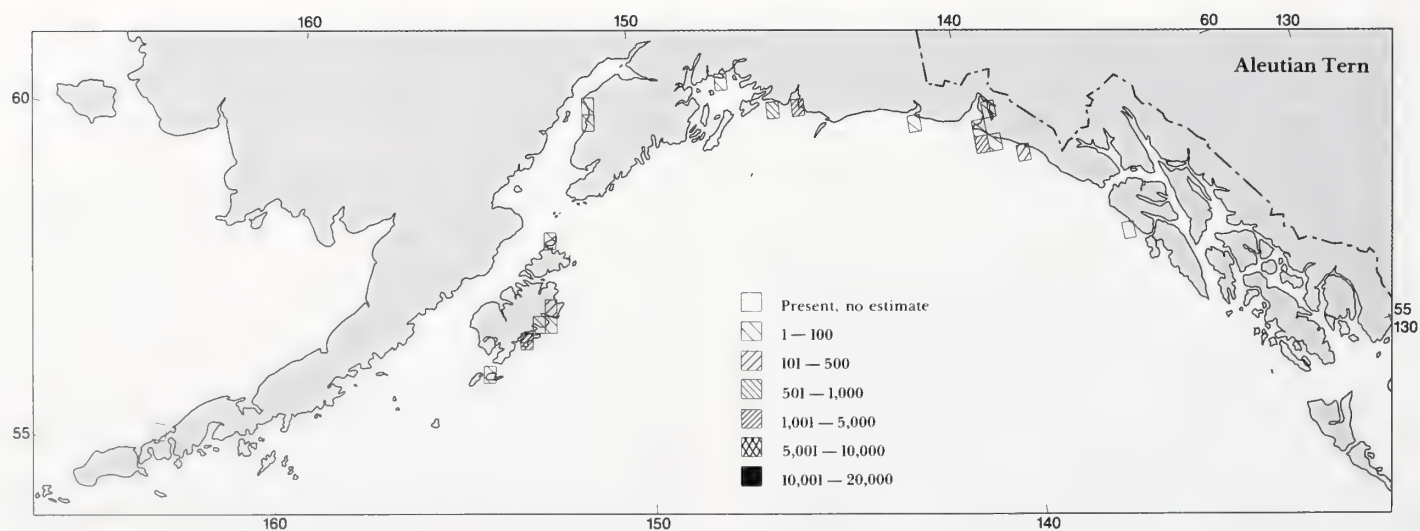 160 150 140 60 130
Aleutian Tern
60
Present, no estimate
1 — 100
101 — 500
501 — 1,000
1,001 — 5,000
5,001 — 10,000
10,001 — 20,000
55
130
55
160 150 140